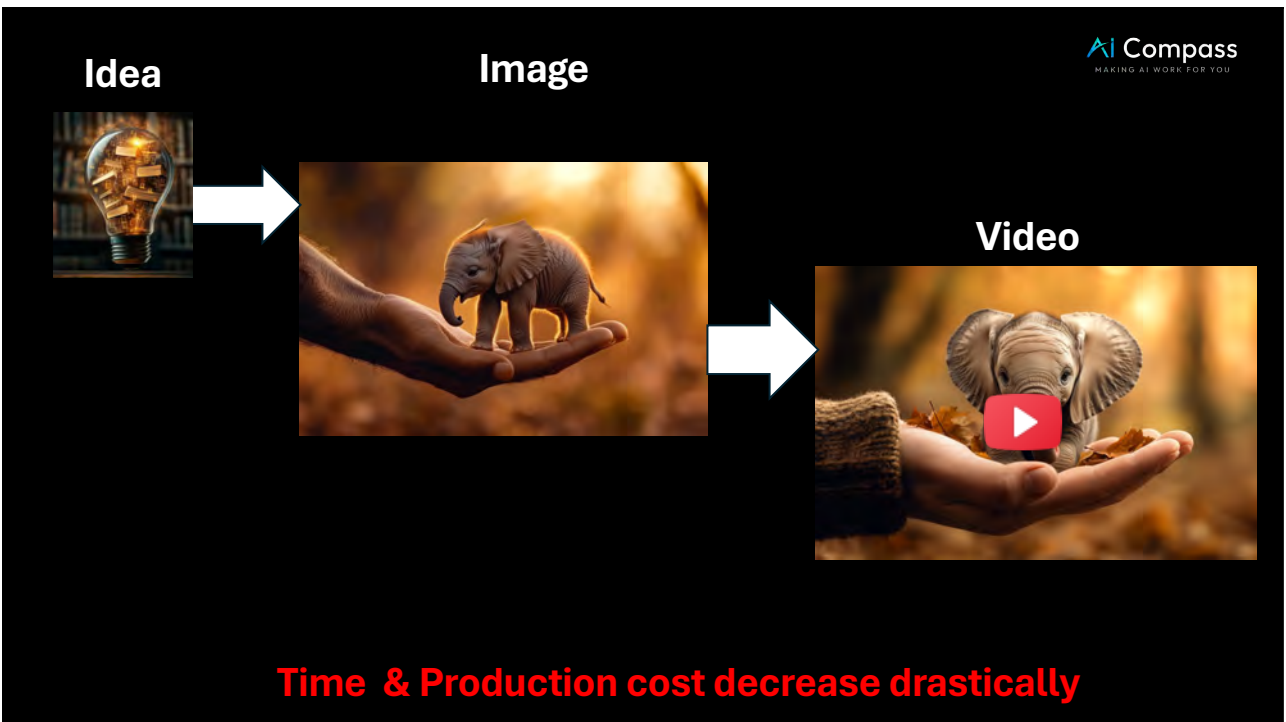 Idea
Image
Ai Compass
MAKING AI WORK FOR YOU
Video
Time & Production cost decrease drastically